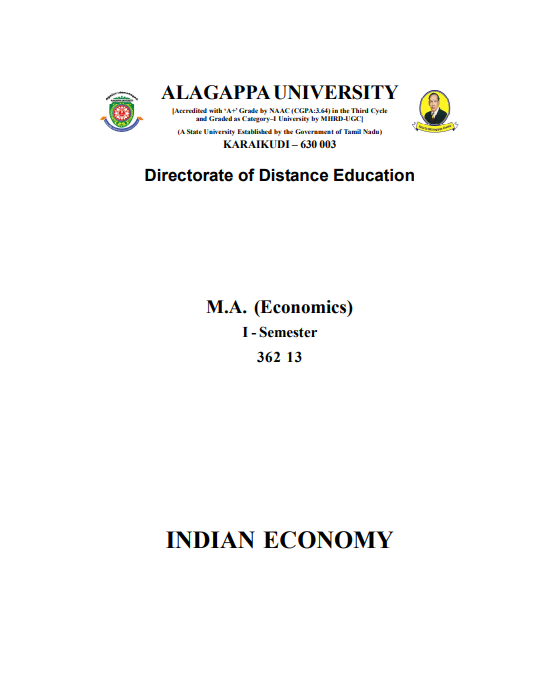 ALAGAPPA UNIVERSITY
[Accredited with ‘A+’ Grade by NAAC (CGPA:3.64) in the Third Cycle
and Graded as Category–I University by MHRD-UGC]
(A State University Established by the Government of Tamil Nadu)
KARAIKUDI – 630 003
Directorate of Distance Education
M.A. (Economics)
I - Semester
362 13
INDIAN ECONOMY